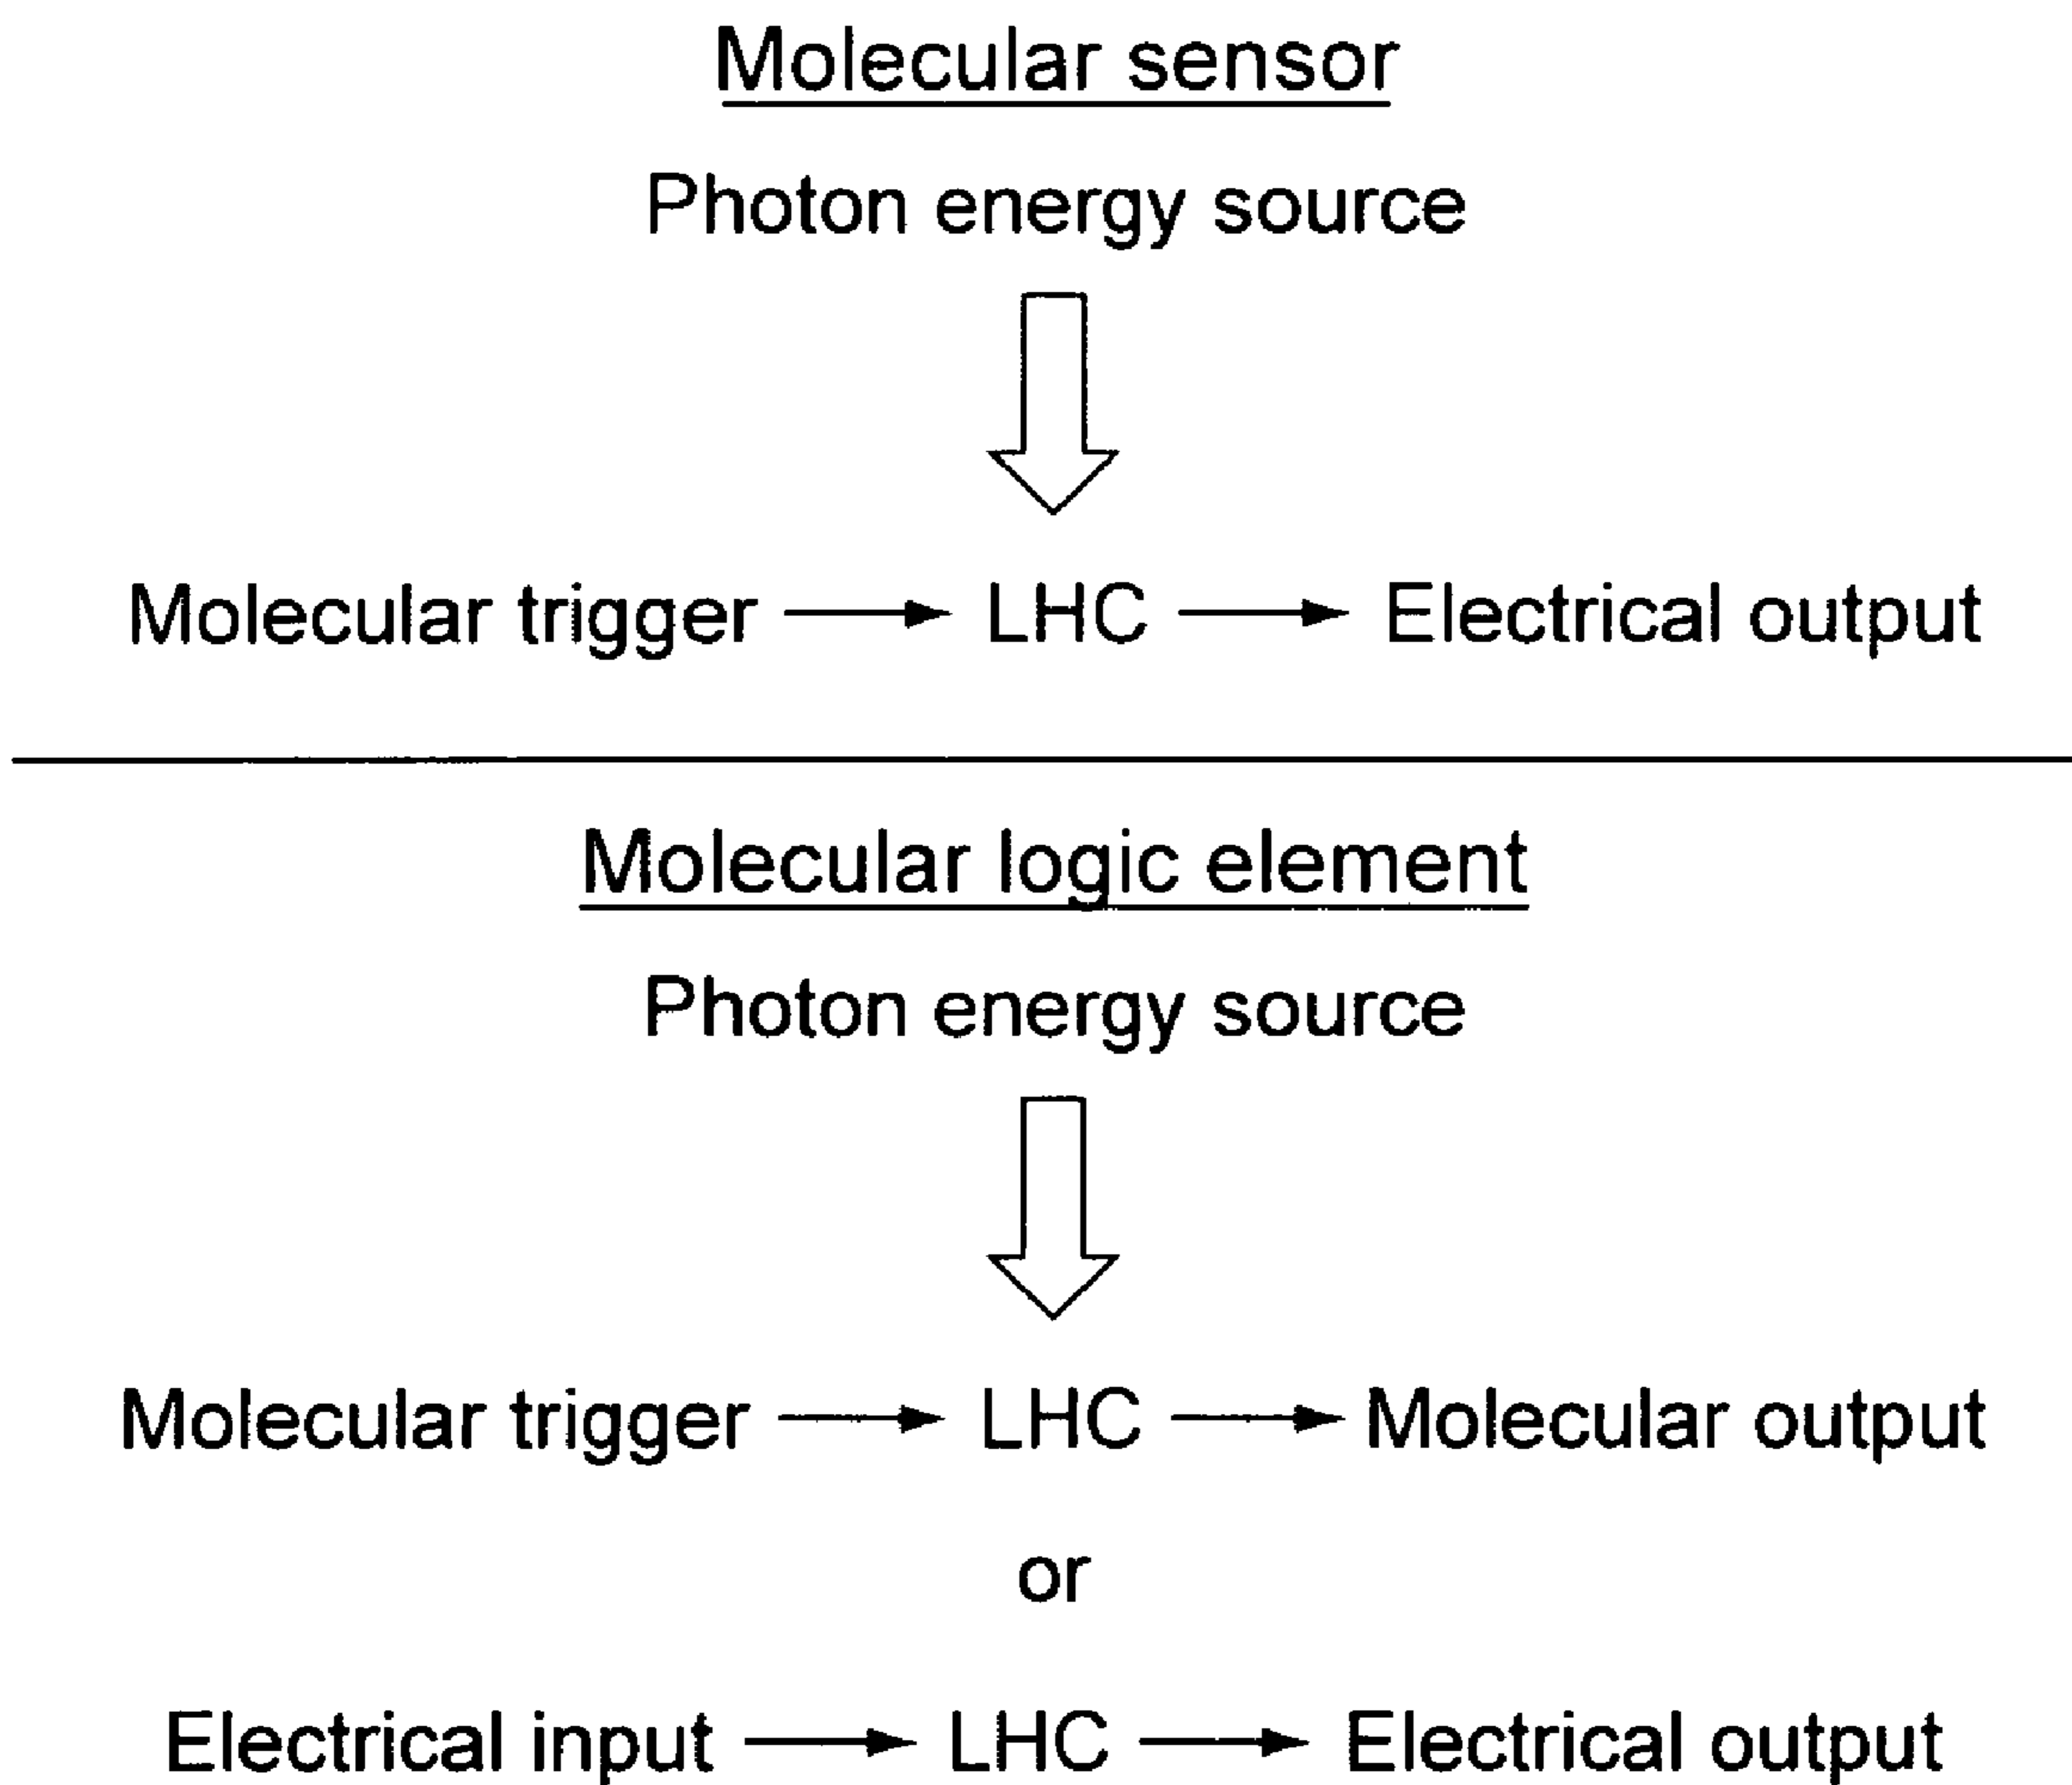 Molecular sensor
Photon energy source
Molecular trigger LHC Electrical output
Molecular logic element
Photon energy source
Molecular trigger LHC Molecular output
or
Electrical input LHC Electrical output